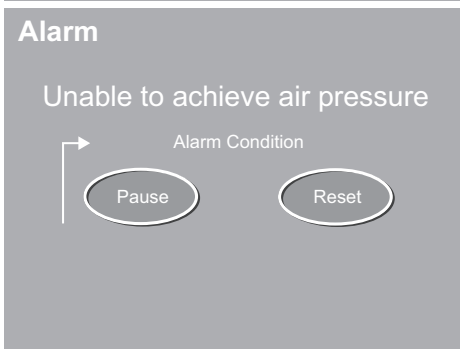 Alarm
Unable to achieve air pressure
Alarm Condition
Pause Reset